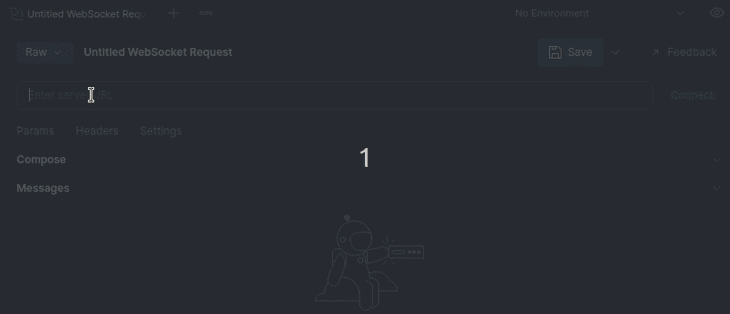 Untitled WebSocket Req
No Environment
Raw
Untitled WebSocket Request
Save
Feedback
Enter server URL
Connect
Params
Headers
Settings
Compose
1
Messages